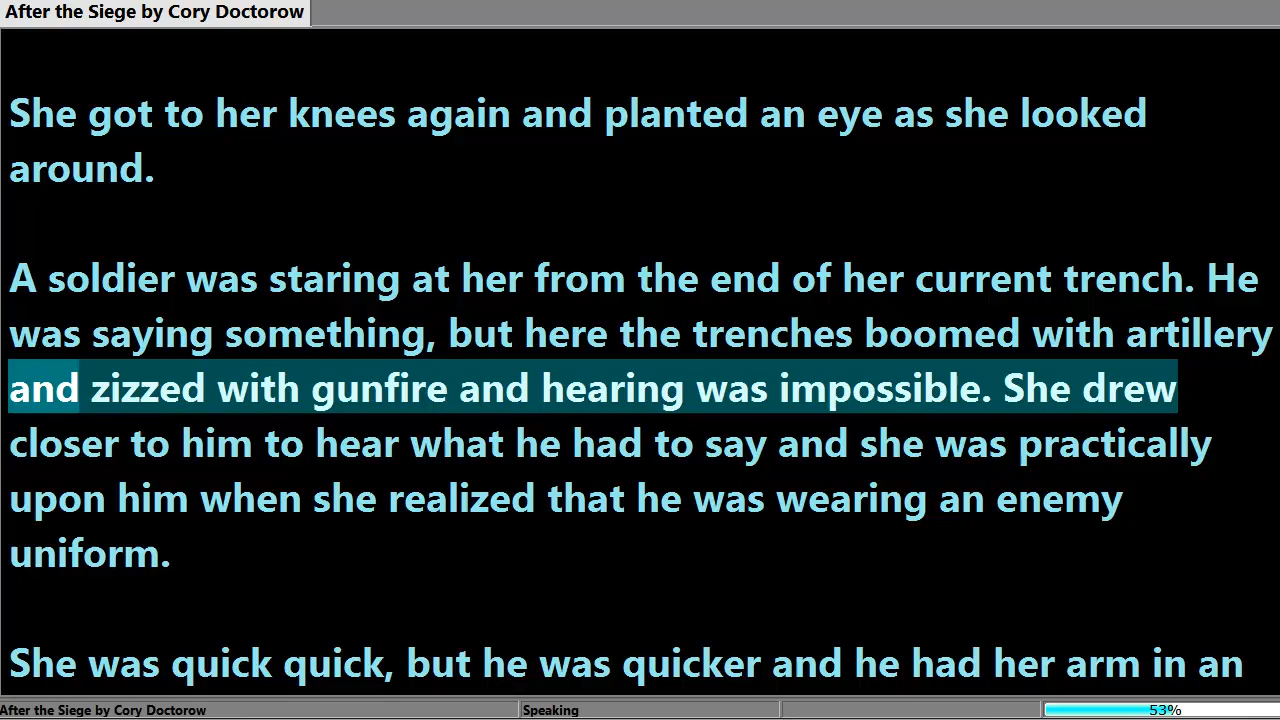 After the Siege by Cory Doctorow
She got to her knees again and planted an eye as she looked
around.
A soldier was staring at her from the end of her current trench. He
was saying something, but here the trenches boomed with artillery
and zizzed with gunfire and hearing was impossible. She drew
closer to him to hear what he had to say and she was practically
upon him when she realized that he was wearing an enemy
uniform.
She was quick quick, but he was quicker and he had her arm in an
After the Siege by Cory Doctorow
Speaking
53%